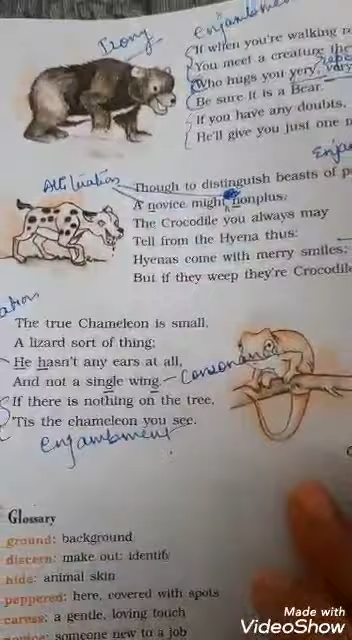 Irony
enjambment
If when you're walking r
You meet a creature the
Who hugs you very, very
Be sure it is a Bear.
If you have any doubts,
He'll give you just one m
Enja
Though to distinguish beasts of p
A novice might nonplus,
The Crocodile you always may
Tell from the Hyena thus:
Hyenas come with merry smiles;
But if they weep they're Crocodile
ation
The true Chameleon is small,
A lizard sort of thing;
He hasn't any ears at all,
And not a single wing. Consonance
If there is nothing on the tree,
'Tis the chameleon you see.
enjambment
Glossary
ground: background
discern: make out: identify
hide: animal skin
peppered: here, covered with spots
caress: a gentle, loving touch
novice: someone new to a job
Made with
VideoShow